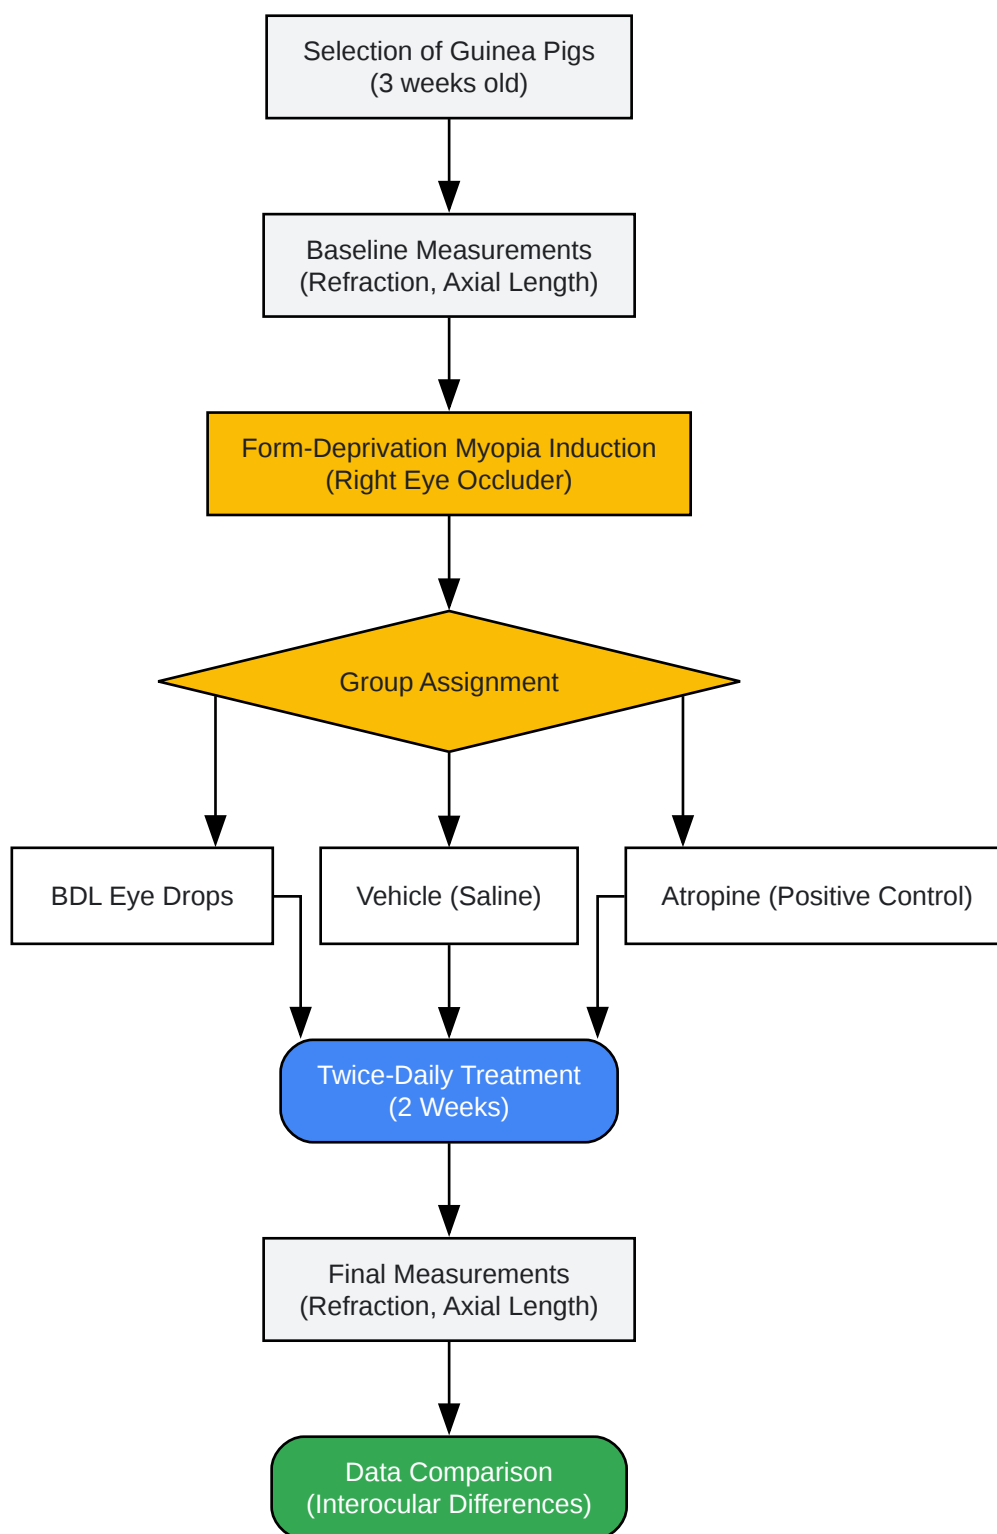 Selection of Guinea Pigs
(3 weeks old)
Baseline Measurements
(Refraction, Axial Length)
Form-Deprivation Myopia Induction
(Right Eye Occluder)
Group Assignment
BDL Eye Drops
Vehicle (Saline)
Atropine (Positive Control)
Twice-Daily Treatment
(2 Weeks)
Final Measurements
(Refraction, Axial Length)
Data Comparison
(Interocular Differences)